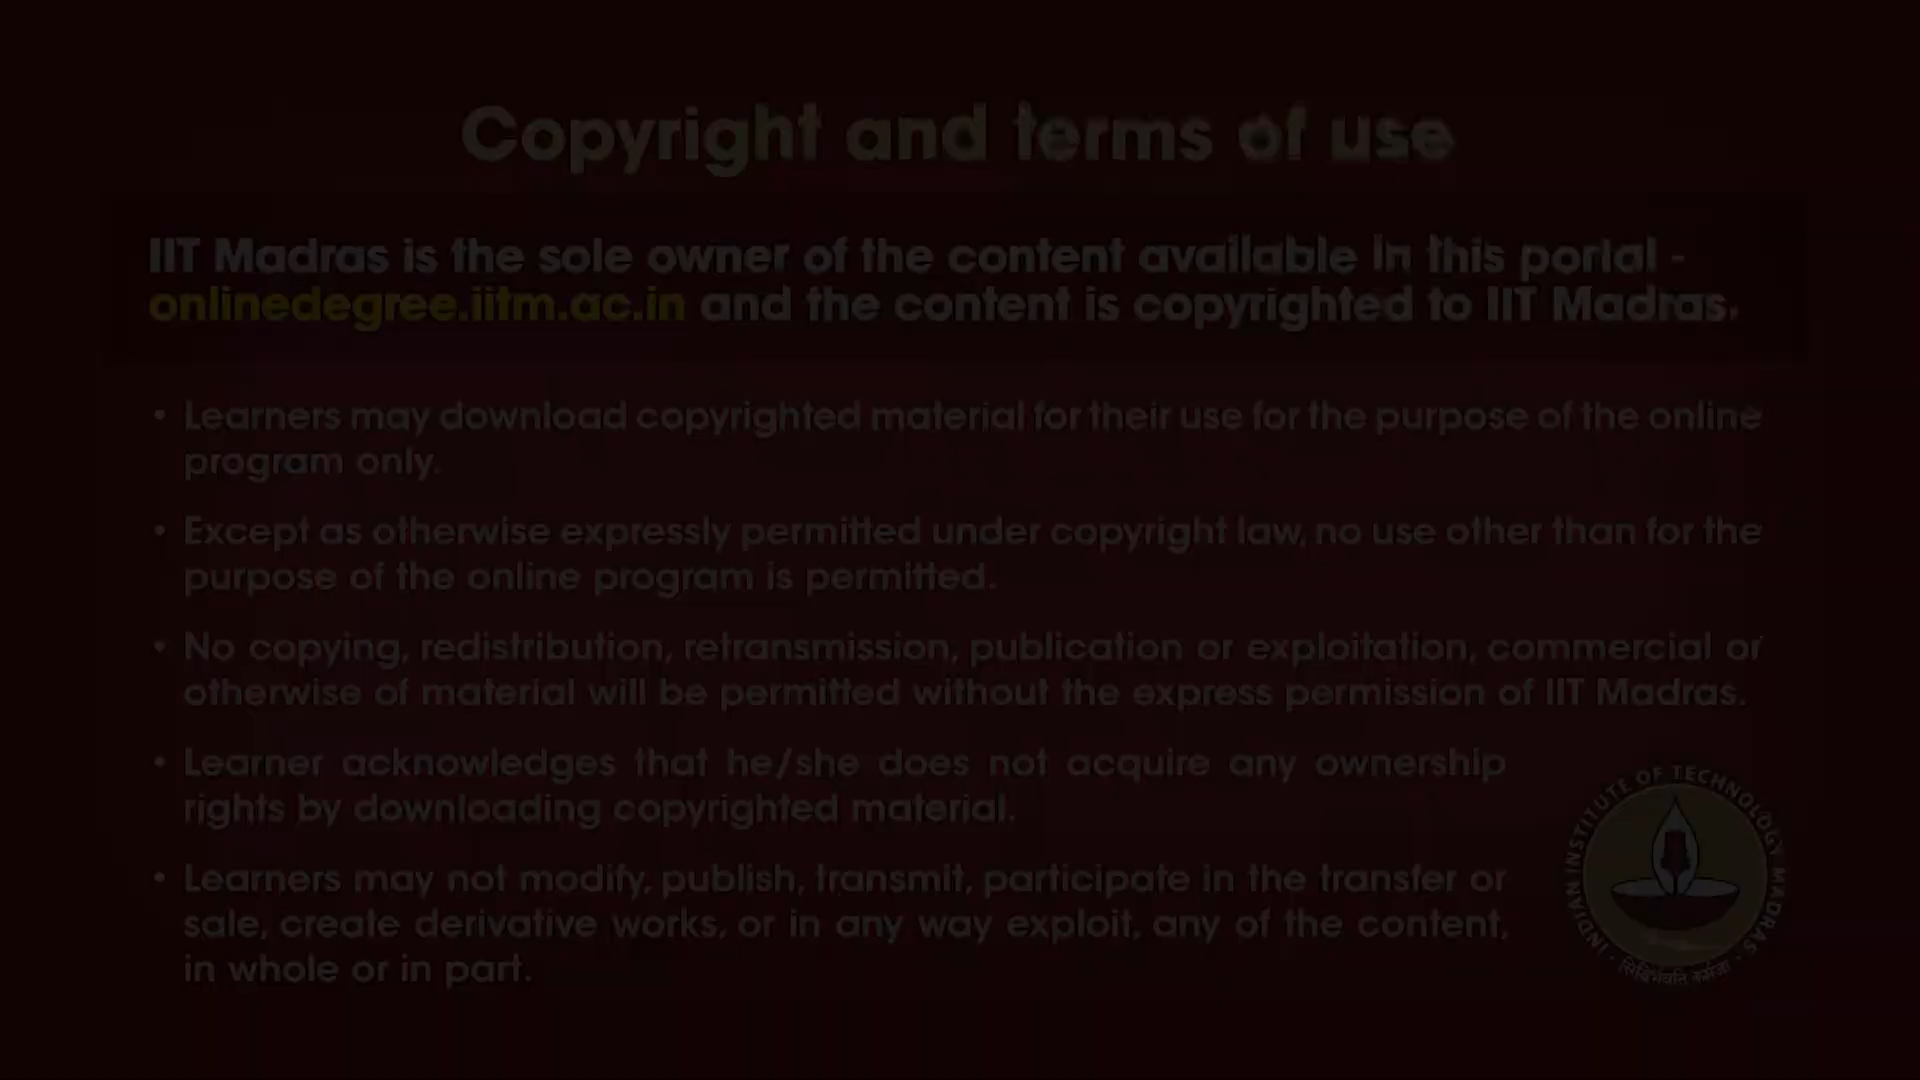 Copyright and terms of use
IIT Madras is the sole owner of the content available in this portal -
onlinedegree.iitm.ac.in and the content is copyrighted to IIT Madras.
• Learners may download copyrighted material for their use for the purpose of the online
program only.
• Except as otherwise expressly permitted under copyright law, no use other than for the
purpose of the online program is permitted.
• No copying, redistribution, retransmission, publication or exploitation, commercial or
otherwise of material will be permitted without the express permission of IIT Madras.
• Learner acknowledges that he/she does not acquire any ownership
rights by downloading copyrighted material.
• Learners may not modify, publish, transmit, participate in the transfer or
sale, create derivative works, or in any way exploit, any of the content,
in whole or in part.
INDIAN INSTITUTE OF TECHNOLOGY MADRAS